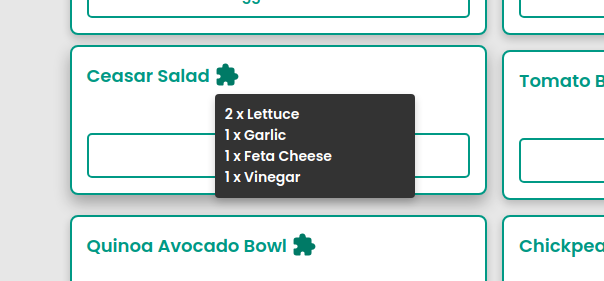 Ceasar Salad
Tomato B
2 x Lettuce
1 x Garlic
1 x Feta Cheese
1 x Vinegar
Quinoa Avocado Bowl
Chickpea